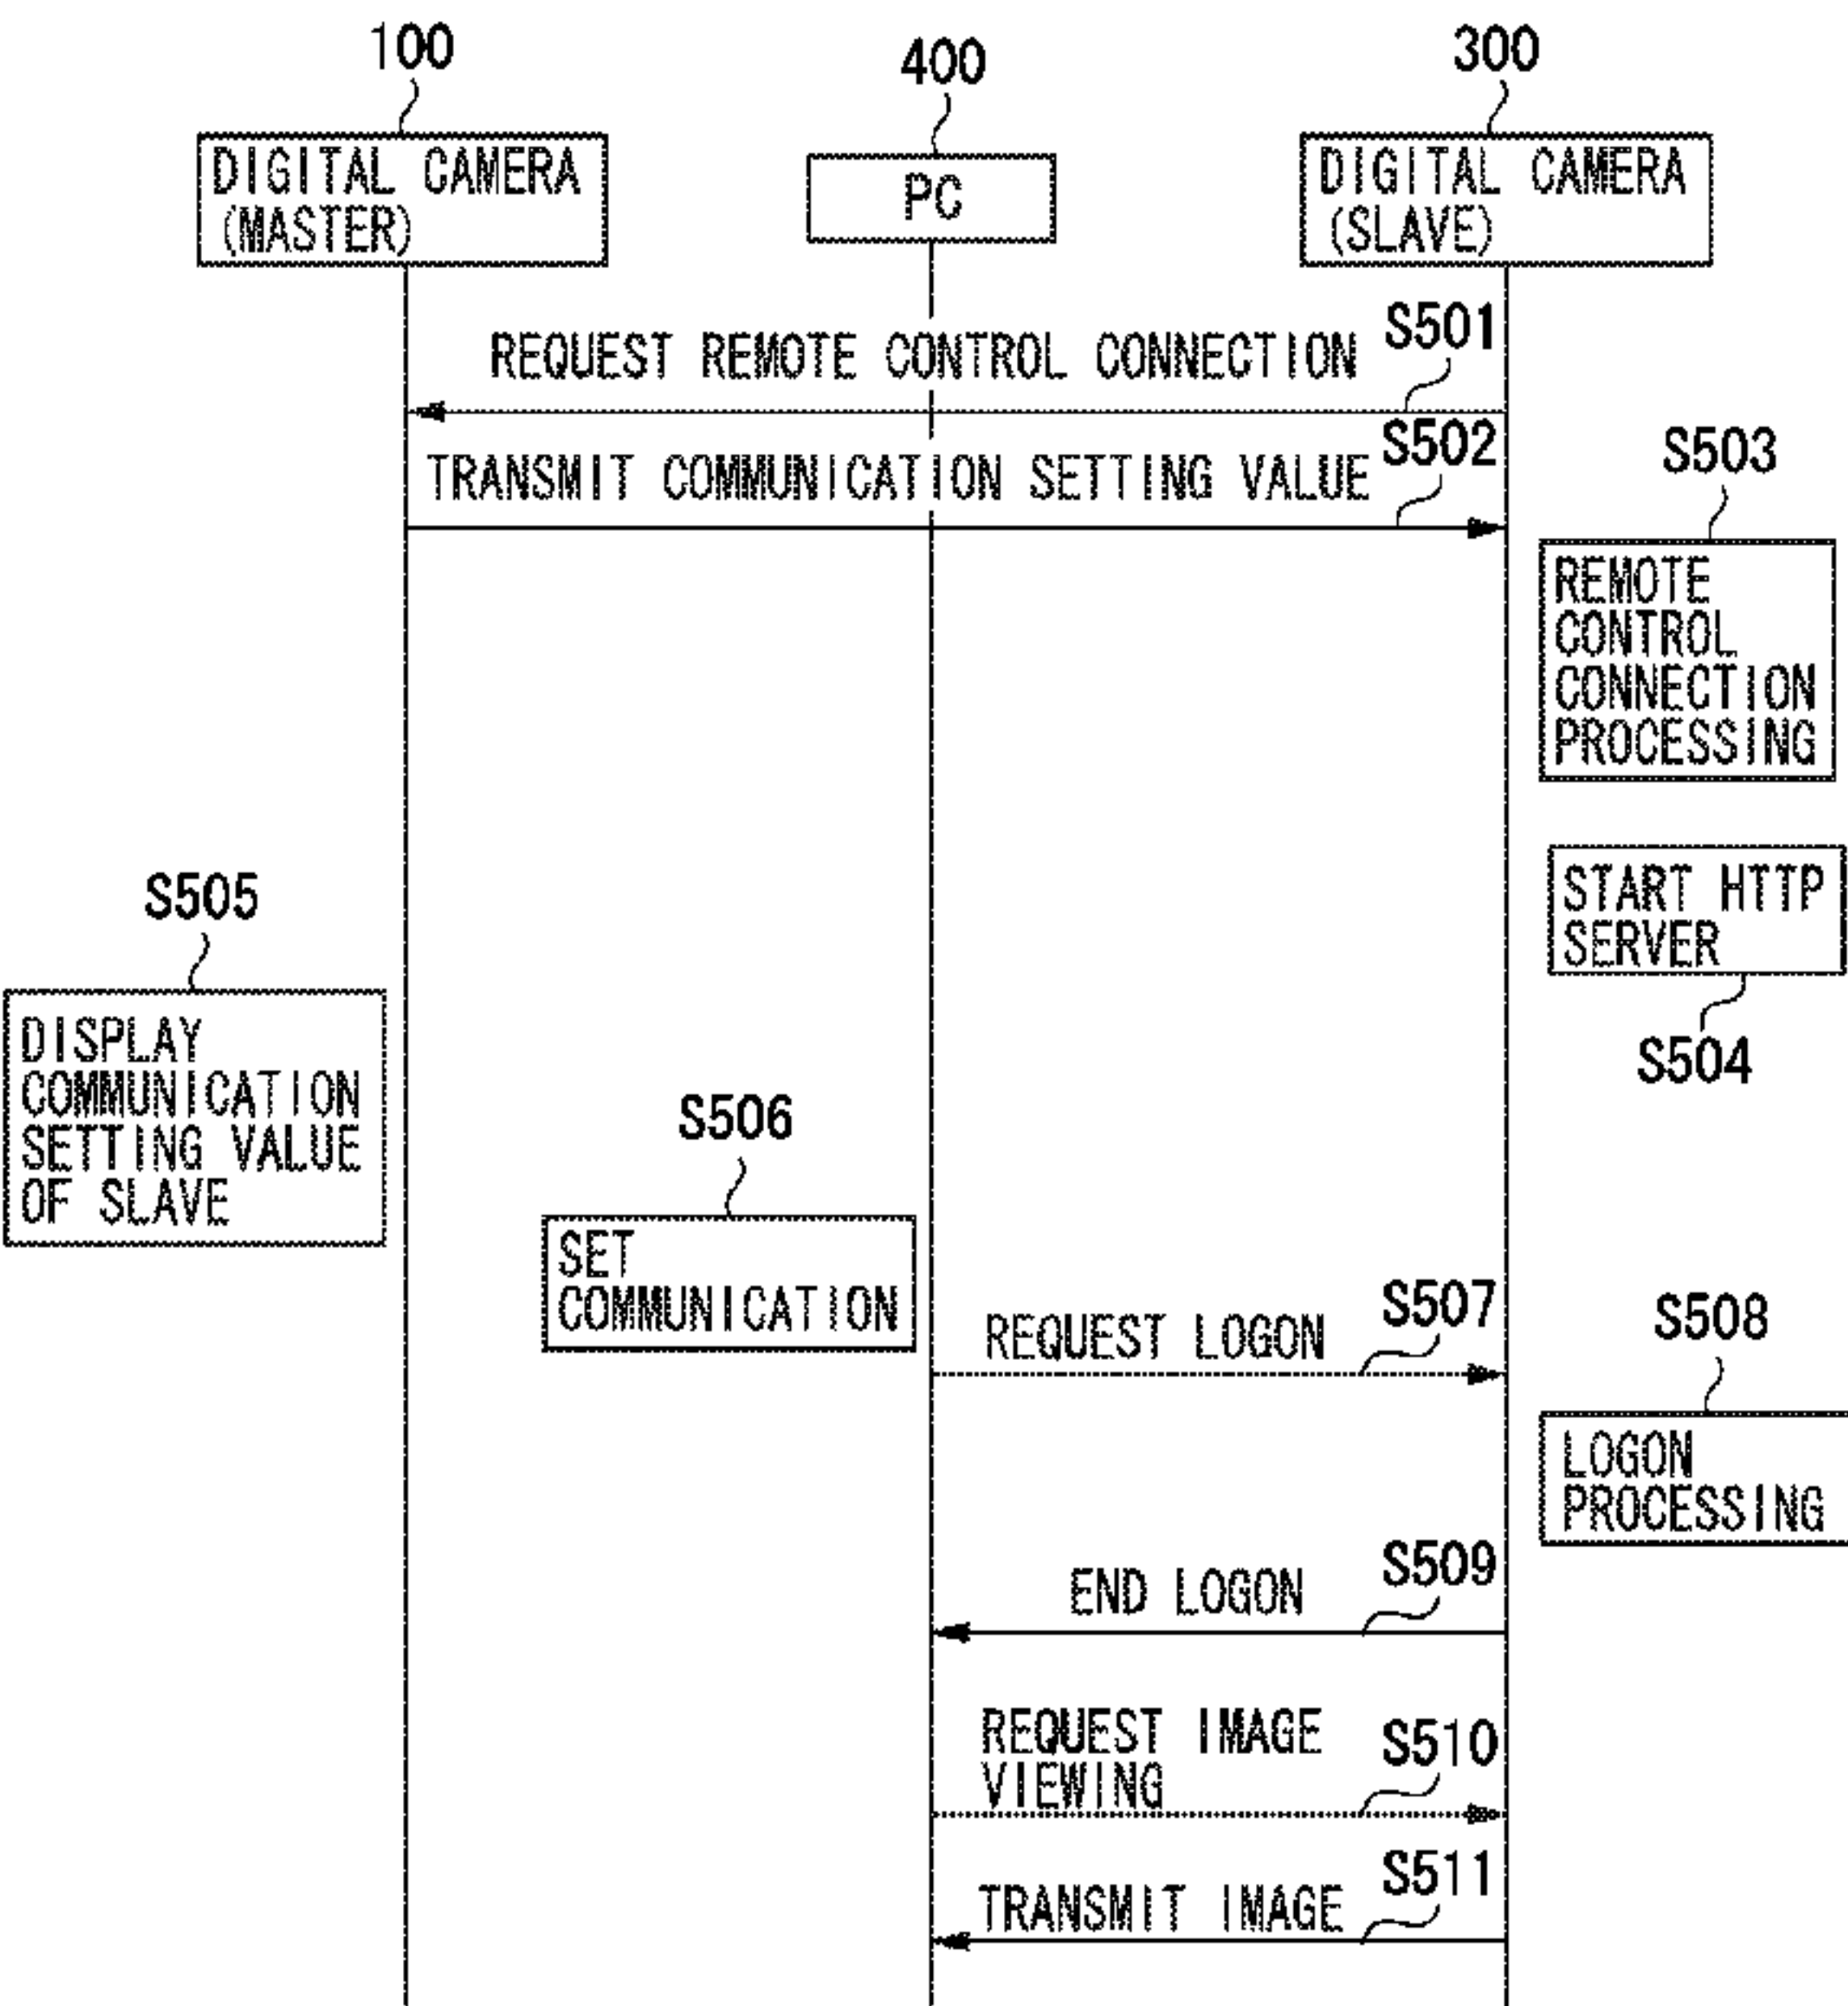 100
400
300
DIGITAL CAMERA
(MASTER)
PC
DIGITAL CAMERA
(SLAVE)
REQUEST REMOTE CONTROL CONNECTION
S501
TRANSMIT COMMUNICATION SETTING VALUE
S502
S503
REMOTE
CONTROL
CONNECTION
PROCESSING
START HTTP
SERVER
S504
S505
DISPLAY
COMMUNICATION
SETTING VALUE
OF SLAVE
S506
SET
COMMUNICATION
REQUEST LOGON
S507
S508
LOGON
PROCESSING
END LOGON
S509
REQUEST IMAGE
VIEWING
S510
TRANSMIT IMAGE
S511